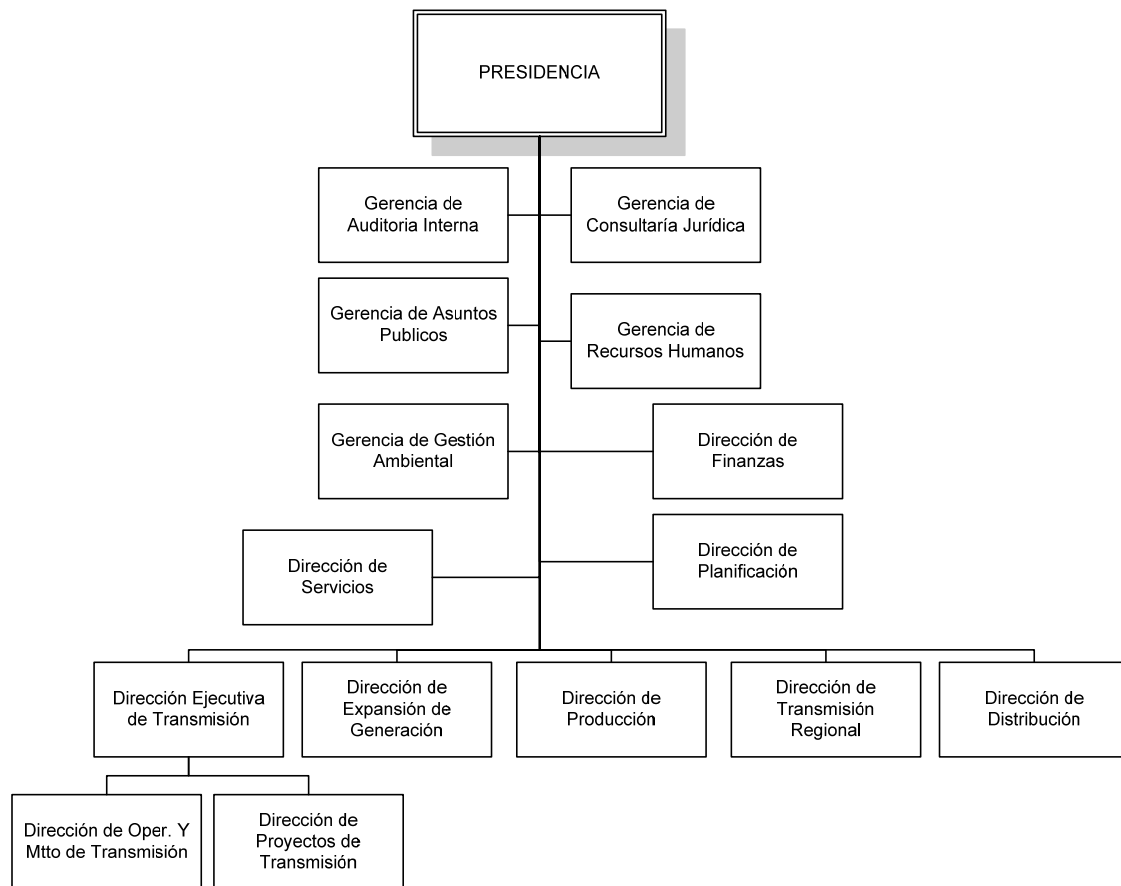 PRESIDENCIA
Gerencia de
Auditoria Interna
Gerencia de
Consultaría Jurídica
Gerencia de Asuntos
Publicos
Gerencia de
Recursos Humanos
Gerencia de Gestión
Ambiental
Dirección de
Finanzas
Dirección de
Servicios
Dirección de
Planificación
Dirección Ejecutiva
de Transmisión
Dirección de
Expansión de
Generación
Dirección de
Producción
Dirección de
Transmisión
Regional
Dirección de
Distribución
Dirección de Oper. Y
Mtto de Transmisión
Dirección de
Proyectos de
Transmisión